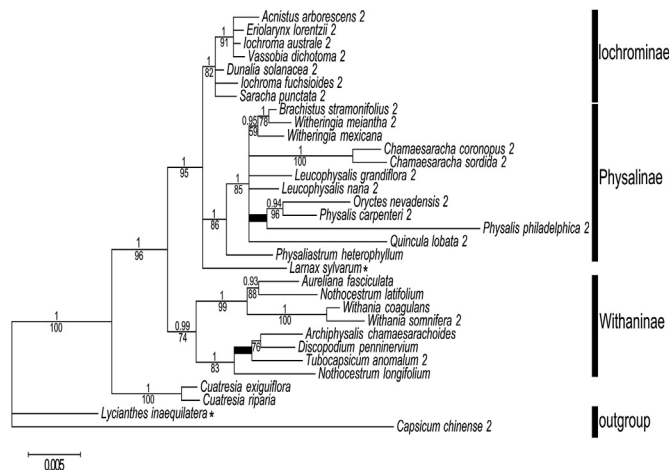 Acnistus arborescens 2
Eriolarynx lorentzii 2
Iochroma australe 2
Vassobia dichotoma 2
Dunalia solanacea 2
Iochroma fuchsioides 2
Saracha punctata 2
Iochrominae
1
91
1
82
Brachistus stramonifolius 2
Witheringia meiantha 2
Witheringia mexicana
Chamaesaracha coronopus 2
Chamaesaracha sordida 2
Leucophysalis grandiflora 2
Leucophysalis nana 2
Oryctes nevadensis 2
Physalis carpenteri 2
Physalis philadelphica 2
Quincula lobata 2
Physaliastrum heterophyllum
Larnax sylvarum*
Physalinae
1
78
0.95
59
1
100
1
85
0.94
96
1
86
1
95
1
96
Aureliana fasciculata
Nothocestrum latifolium
Withania coagulans
Withania somnifera 2
Archiphysalis chamaesarachoides
Discopodium penninervium
Tubocapsicum anomalum 2
Nothocestrum longifolium
Withaninae
0.93
88
1
99
1
100
0.99
74
76
1
83
1
100
Cuatresia exiguiflora
Cuatresia riparia
1
100
Lycianthes inaequilatera*
Capsicum chinense 2
outgroup
0.005